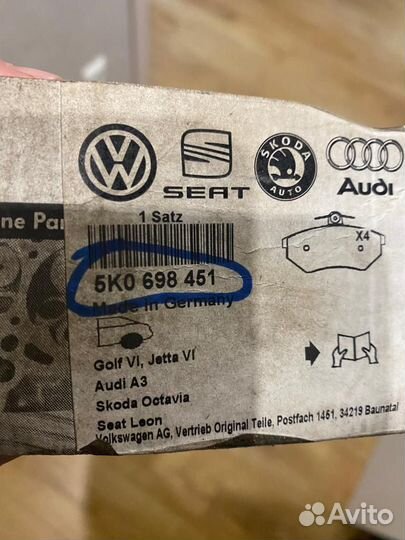 SEAT
SKODA
AUTO
Audi
ne Par
1 Satz
X4
5K0 698 451
Made in Germany
Golf VI, Jetta VI
Audi A3
Skoda Octavia
Seat Leon
Volkswagen AG, Vertrieb Original Teile, Postfach 1451, 34219 Baunatal
Avito